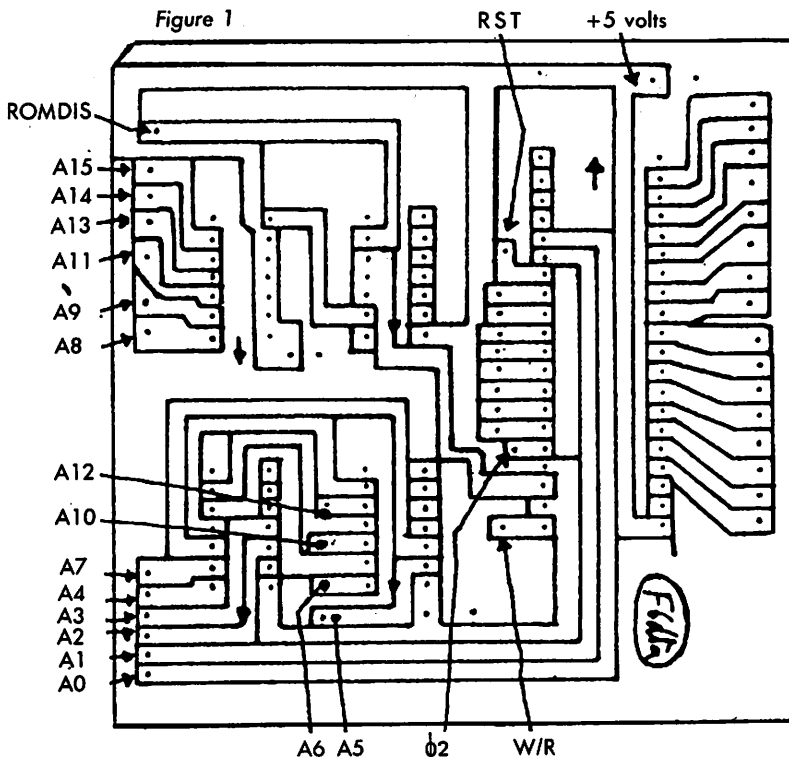 Figure 1
RST
+5 volts
ROMDIS
A15
A14
A13
A11
A9
A8
A12
A10
A7
A4
A3
A2
A1
A0
A6
A5
ϕ2
W/R